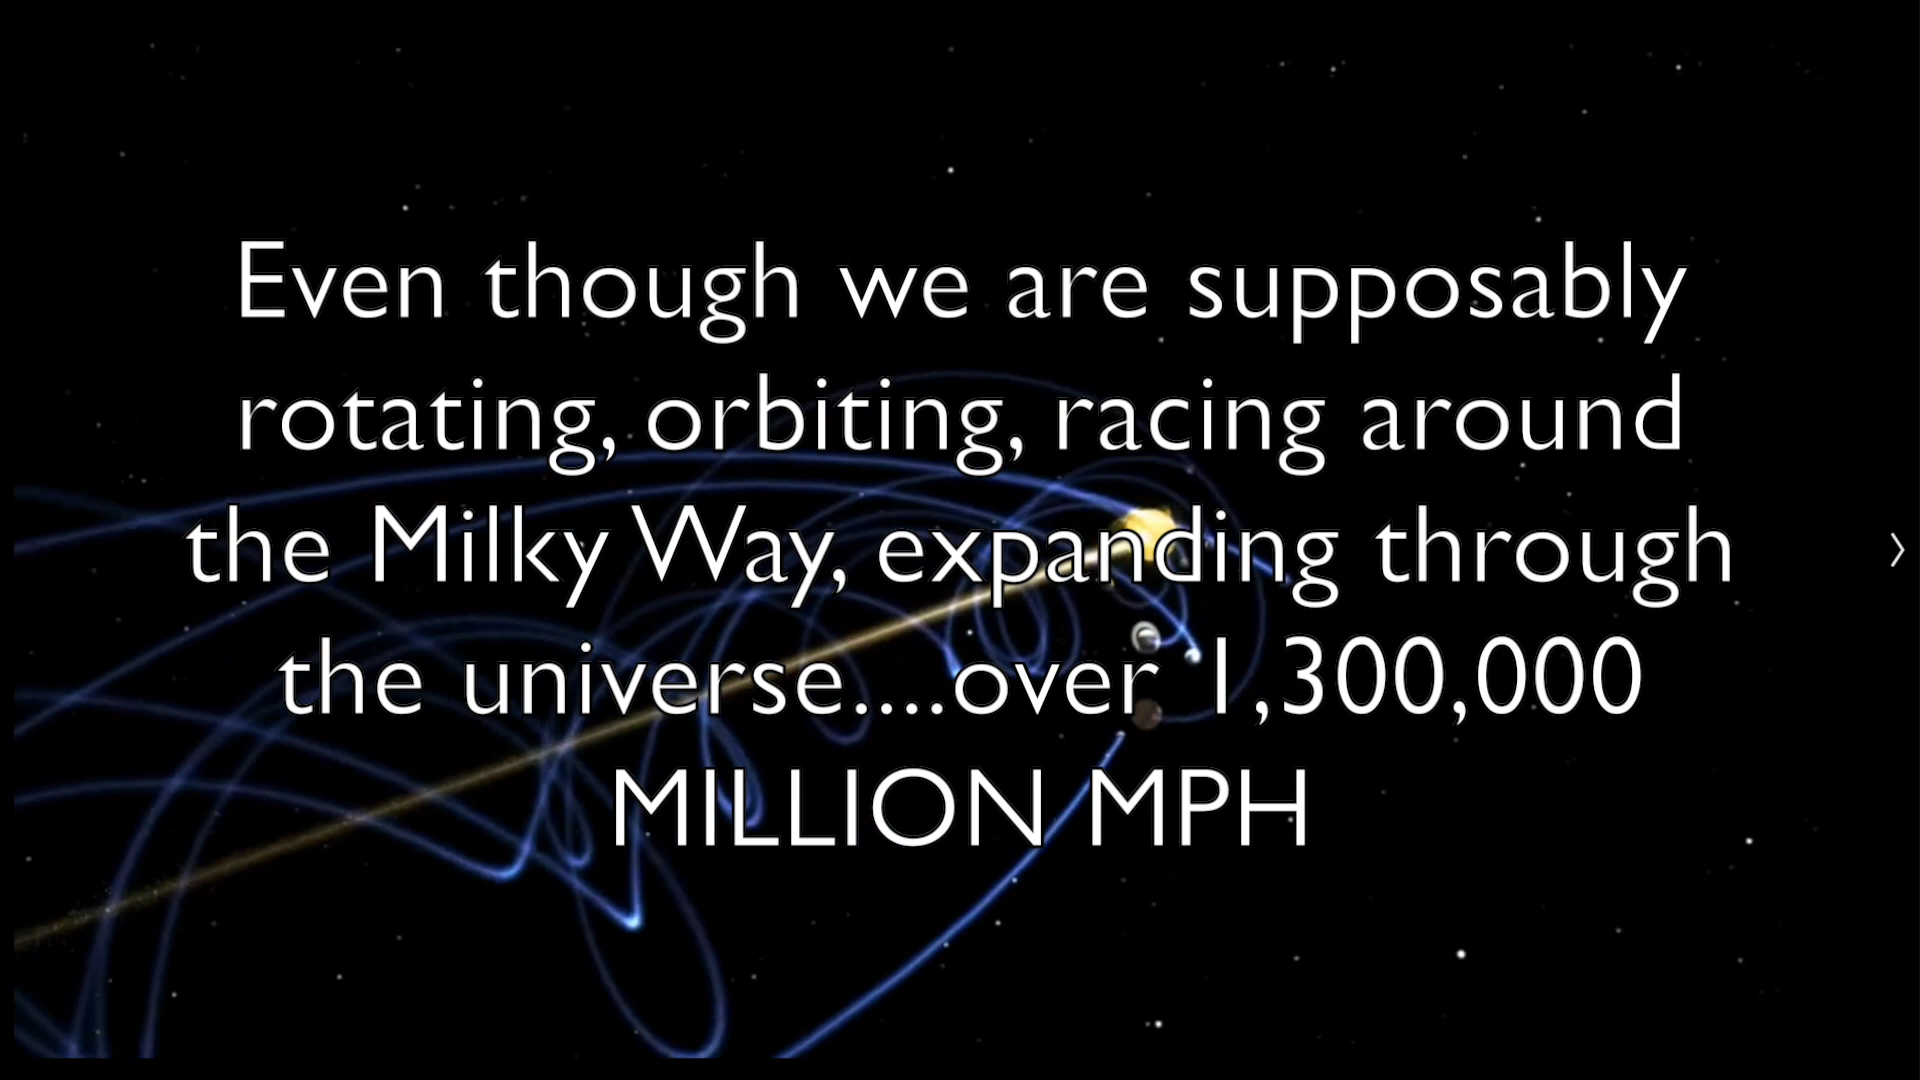 Even though we are supposably
rotating, orbiting, racing around
the Milky Way, expanding through
the universe....over 1,300,000
MILLION MPH